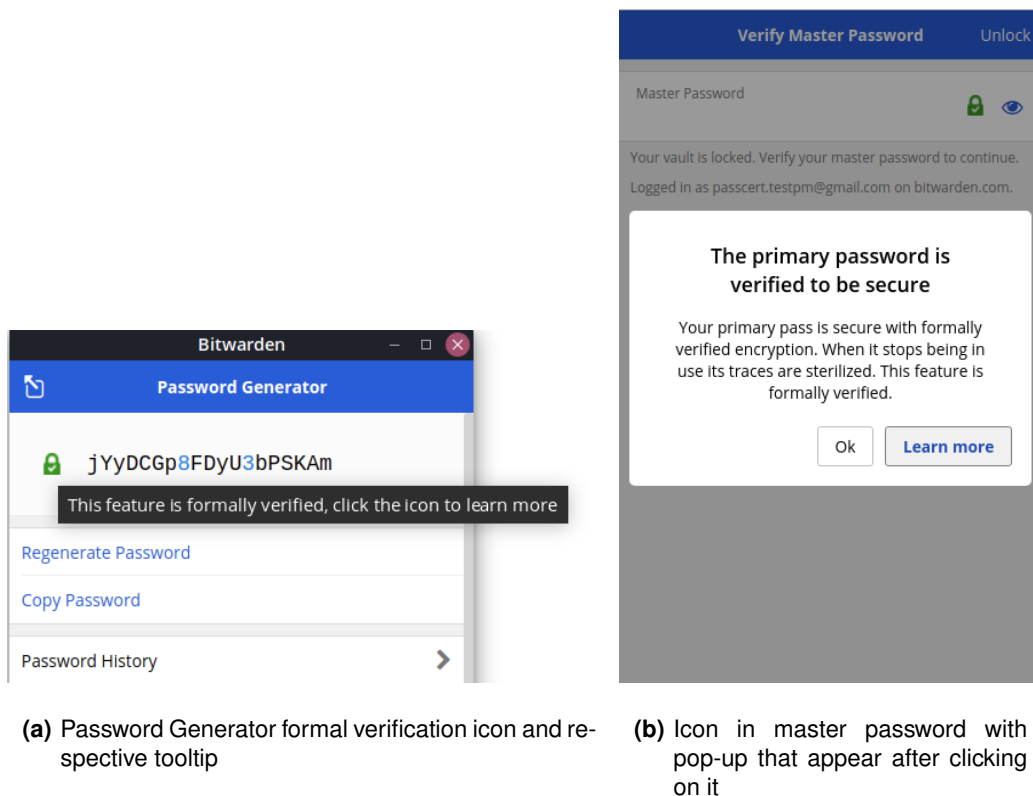 Bitwarden
Password Generator
jYyDCGp8FDyU3bPSKAm
This feature is formally verified, click the icon to learn more
Regenerate Password
Copy Password
Password History
(a) Password Generator formal verification icon and re-
spective tooltip
Verify Master Password
Unlock
Master Password
Your vault is locked. Verify your master password to continue.
Logged in as passcert.testpm@gmail.com on bitwarden.com.
The primary password is
verified to be secure
Your primary pass is secure with formally
verified encryption. When it stops being in
use its traces are sterilized. This feature is
formally verified.
Ok
Learn more
(b) Icon in master password with
pop-up that appear after clicking
on it